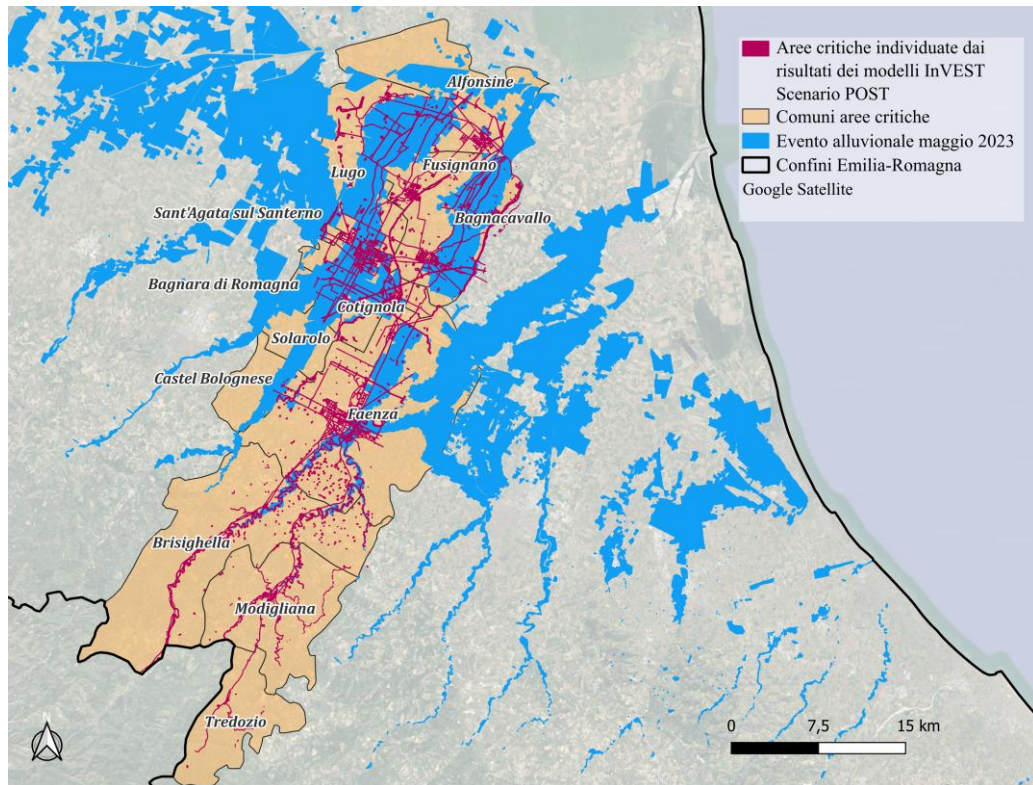 Aree critiche individuate dai
risultati dei modelli InVEST
Scenario POST
Comuni aree critiche
Evento alluvionale maggio 2023
Confini Emilia-Romagna
Google Satellite
Alfonsine
Lugo
Fusignano
Sant'Agata sul Santerno
Bagnacavallo
Bagnara di Romagna
Cotignola
Solarolo
Castel Bolognese
Faenza
Brisighella
Modigliana
Tredozio
0 7,5 15 km